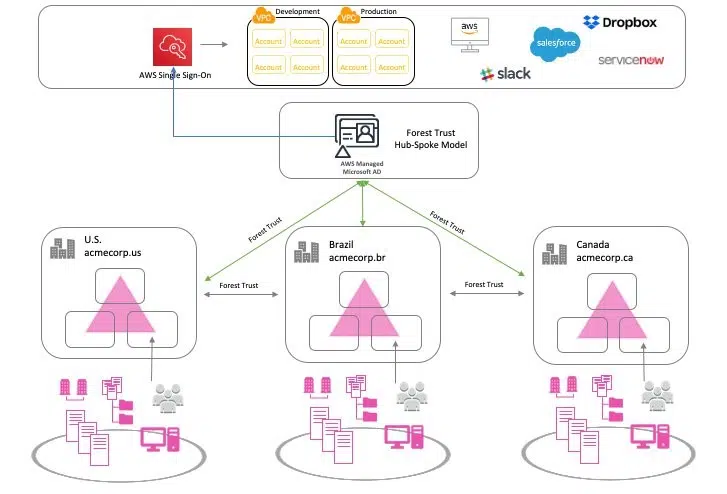 Development
Production
VPC
VPC
Account Account Account Account
Account Account Account Account
AWS Single Sign-On
aws
salesforce
Dropbox
servicenow
slack
Forest Trust
Hub-Spoke Model
AWS Managed
Microsoft AD
Forest Trust
Forest Trust
U.S.
acmecorp.us
Forest Trust
Brazil
acmecorp.br
Forest Trust
Canada
acmecorp.ca